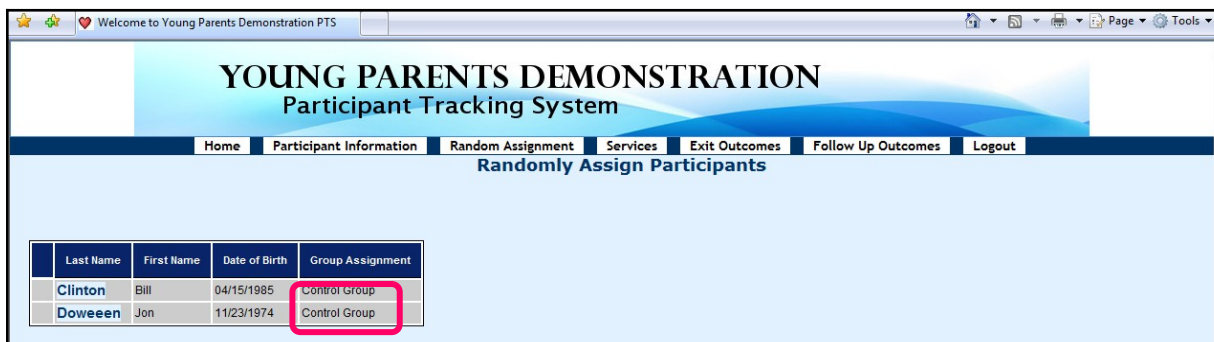 Welcome to Young Parents Demonstration PTS Page Tools
YOUNG PARENTS DEMONSTRATION
Participant Tracking System
Home Participant Information Random Assignment Services Exit Outcomes Follow Up Outcomes Logout
Randomly Assign Participants
Last Name First Name Date of Birth Group Assignment
Clinton Bill 04/15/1985 Control Group
Doweeen Jon 11/23/1974 Control Group